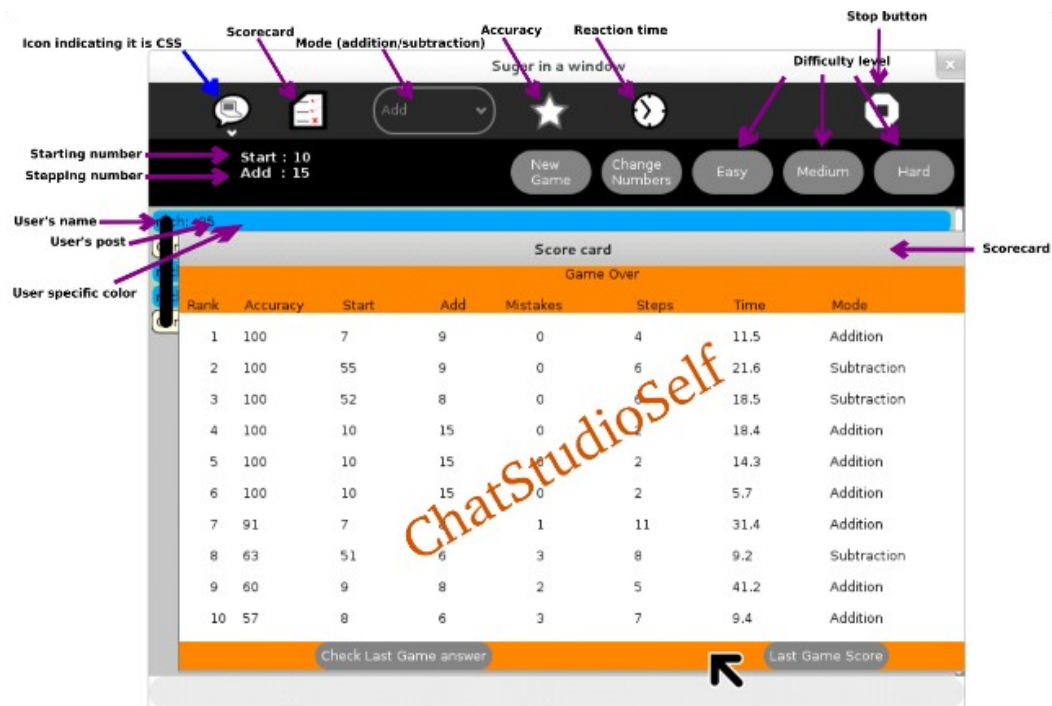 Stop button
Icon indicating it is CSS
Scorecard
Mode (addition/subtraction)
Accuracy
Reaction time
Difficulty level
Sugar in a window
Add
Starting number
Start : 10
Stepping number
Add : 15
New Game
Change Numbers
Easy
Medium
Hard
User's name
User's post
User specific color
Score card
Scorecard
Game Over
Rank Accuracy Start Add Mistakes Steps Time Mode
1 100 7 9 0 4 11.5 Addition
2 100 55 9 0 6 21.6 Subtraction
3 100 52 8 0 18.5 Subtraction
4 100 10 15 0 18.4 Addition
5 100 10 15 2 14.3 Addition
6 100 10 15 0 2 5.7 Addition
7 91 7 1 11 31.4 Addition
8 63 51 6 3 8 9.2 Subtraction
9 60 9 8 2 5 41.2 Addition
10 57 8 6 3 7 9.4 Addition
ChatStudioSelf
Check Last Game answer
Last Game Score